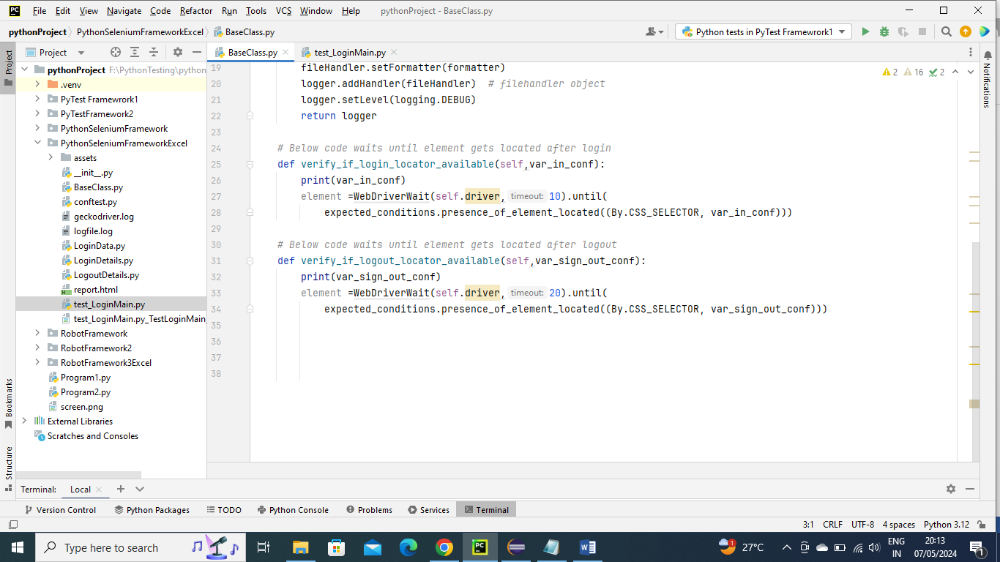 PC File Edit View Navigate Code Refactor Run Tools VCS Window Help pythonProject - BaseClass.py
pythonProject PythonSeleniumFrameworkExcel BaseClass.py Python tests in PyTest Framewrork1
Project
Project
BaseClass.py
test_LoginMain.py
Notifications
pythonProject F:\PythonTesting\python
.venv
PyTest Framewrork1
PyTestFramework2
PythonSeleniumFramework
PythonSeleniumFrameworkExcel
assets
__init__.py
BaseClass.py
conftest.py
geckodriver.log
logfile.log
LoginData.py
LoginDetails.py
LogoutDetails.py
report.html
test_LoginMain.py
test_LoginMain.py_TestLoginMain_
RobotFramework
RobotFramework2
RobotFramework3Excel
Program1.py
Program2.py
screen.png
External Libraries
Scratches and Consoles
Bookmarks
Structure
2 16 2
19 fileHandler.setFormatter(formatter)
20 logger.addHandler(fileHandler) # filehandler object
21 logger.setLevel(logging.DEBUG)
22 return logger
23
24 # Below code waits until element gets located after login
25 def verify_if_login_locator_available(self,var_in_conf):
26 print(var_in_conf)
27 element =WebDriverWait(self.driver, timeout: 10).until(
28 expected_conditions.presence_of_element_located((By.CSS_SELECTOR, var_in_conf)))
29
30 # Below code waits until element gets located after logout
31 def verify_if_logout_locator_available(self,var_sign_out_conf):
32 print(var_sign_out_conf)
33 element =WebDriverWait(self.driver, timeout: 20).until(
34 expected_conditions.presence_of_element_located((By.CSS_SELECTOR, var_sign_out_conf)))
35
36
37
38
Terminal: Local
Version Control Python Packages TODO Python Console Problems Services Terminal
3:1 CRLF UTF-8 4 spaces Python 3.12
Type here to search
PC
W
27°C
ENG
IN
20:13
07/05/2024
1